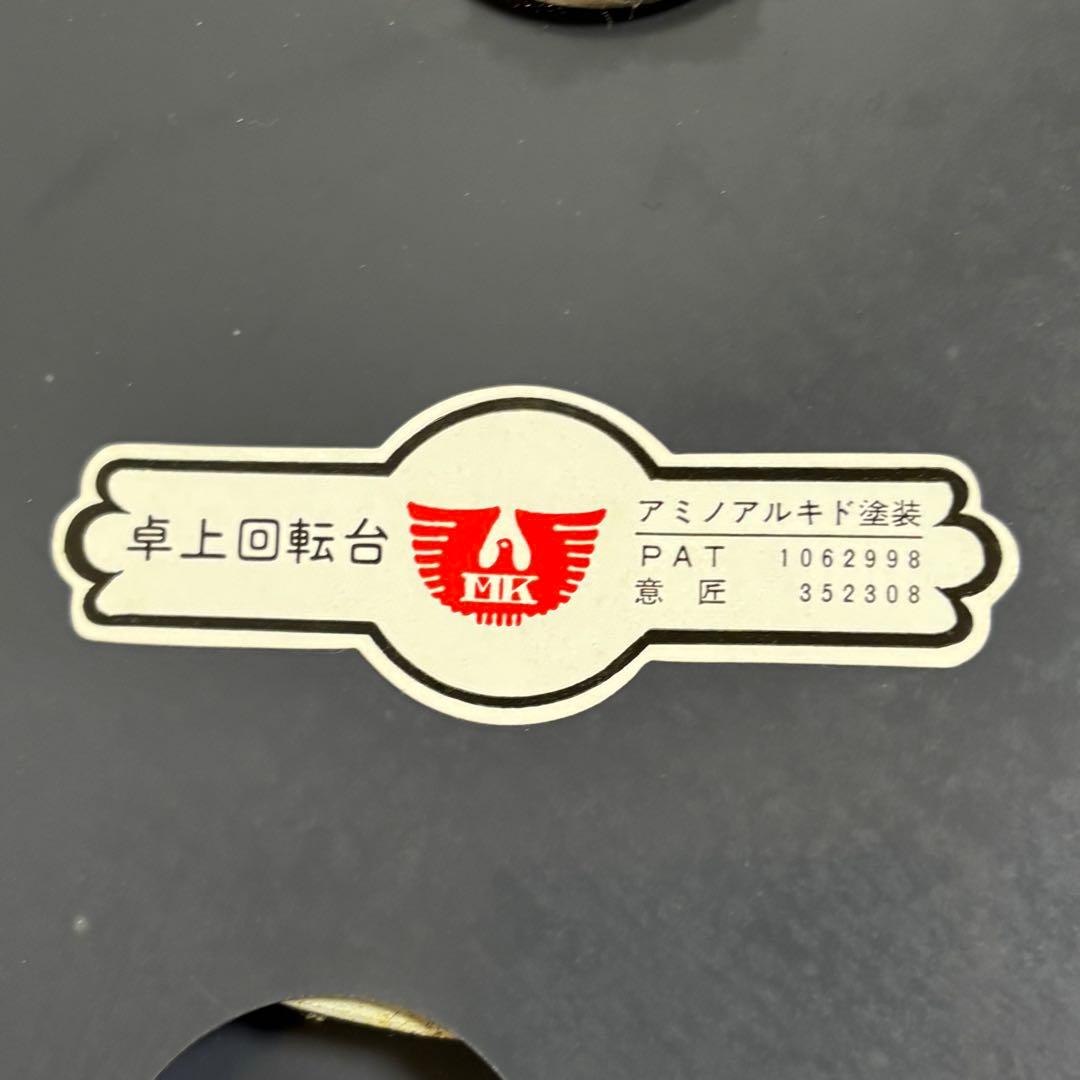 卓上回転台
MK
アミノアルキド塗装
PAT 1062998
意匠 352308